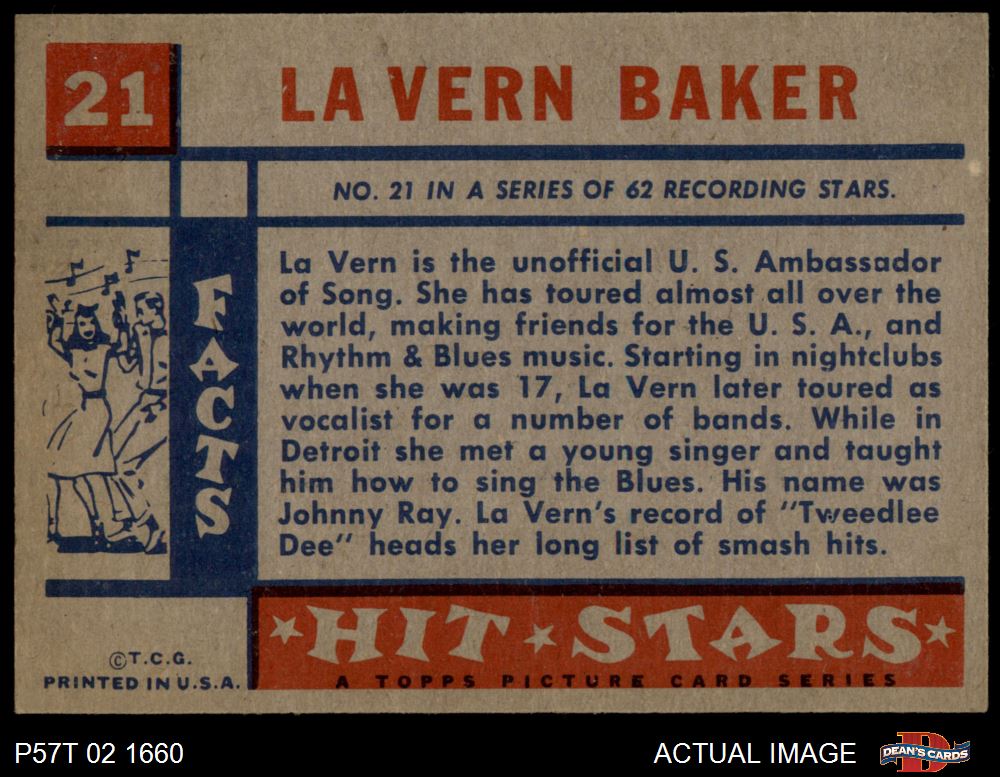 21
LA VERN BAKER
NO. 21 IN A SERIES OF 62 RECORDING STARS.
FACTS
La Vern is the unofficial U. S. Ambassador
of Song. She has toured almost all over the
world, making friends for the U. S. A., and
Rhythm & Blues music. Starting in nightclubs
when she was 17, La Vern later toured as
vocalist for a number of bands. While in
Detroit she met a young singer and taught
him how to sing the Blues. His name was
Johnny Ray. La Vern's record of "Tweedlee
Dee" heads her long list of smash hits.
HIT STARS
A TOPPS PICTURE CARD SERIES
©T.C.G.
PRINTED IN U.S.A.
P57T 02 1660
ACTUAL IMAGE
D
DEAN'S CARDS